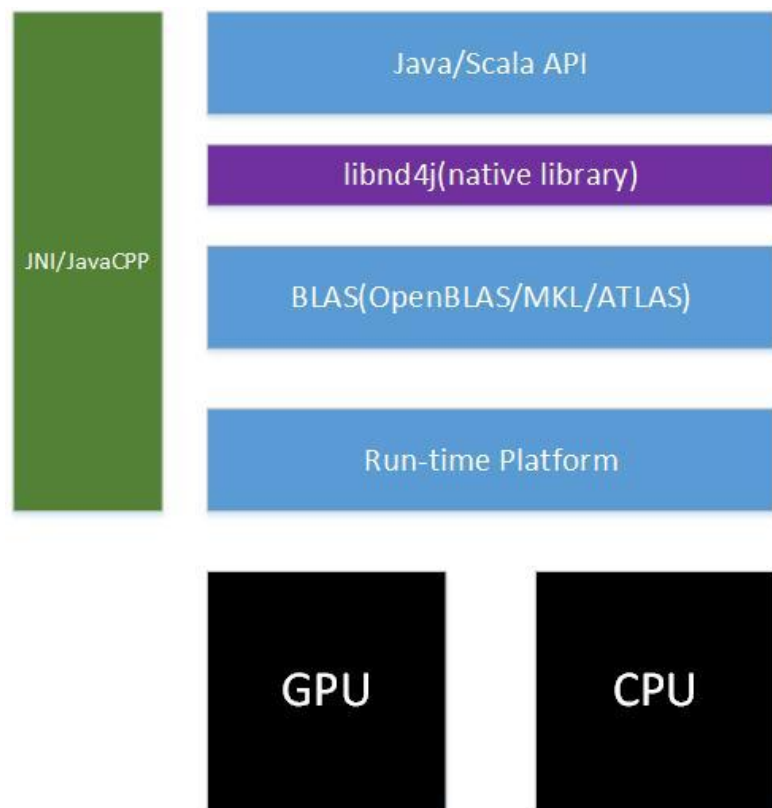 Java/Scala API
libnd4j(native library)
JNI/JavaCPP
BLAS(OpenBLAS/MKL/ATLAS)
Run-time Platform
GPU
CPU